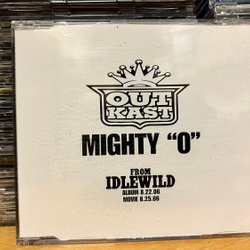 OUT
KAST
MIGHTY "O"
FROM
IDLEWILD
ALBUM 8.22.06
MOVIE 8.25.06